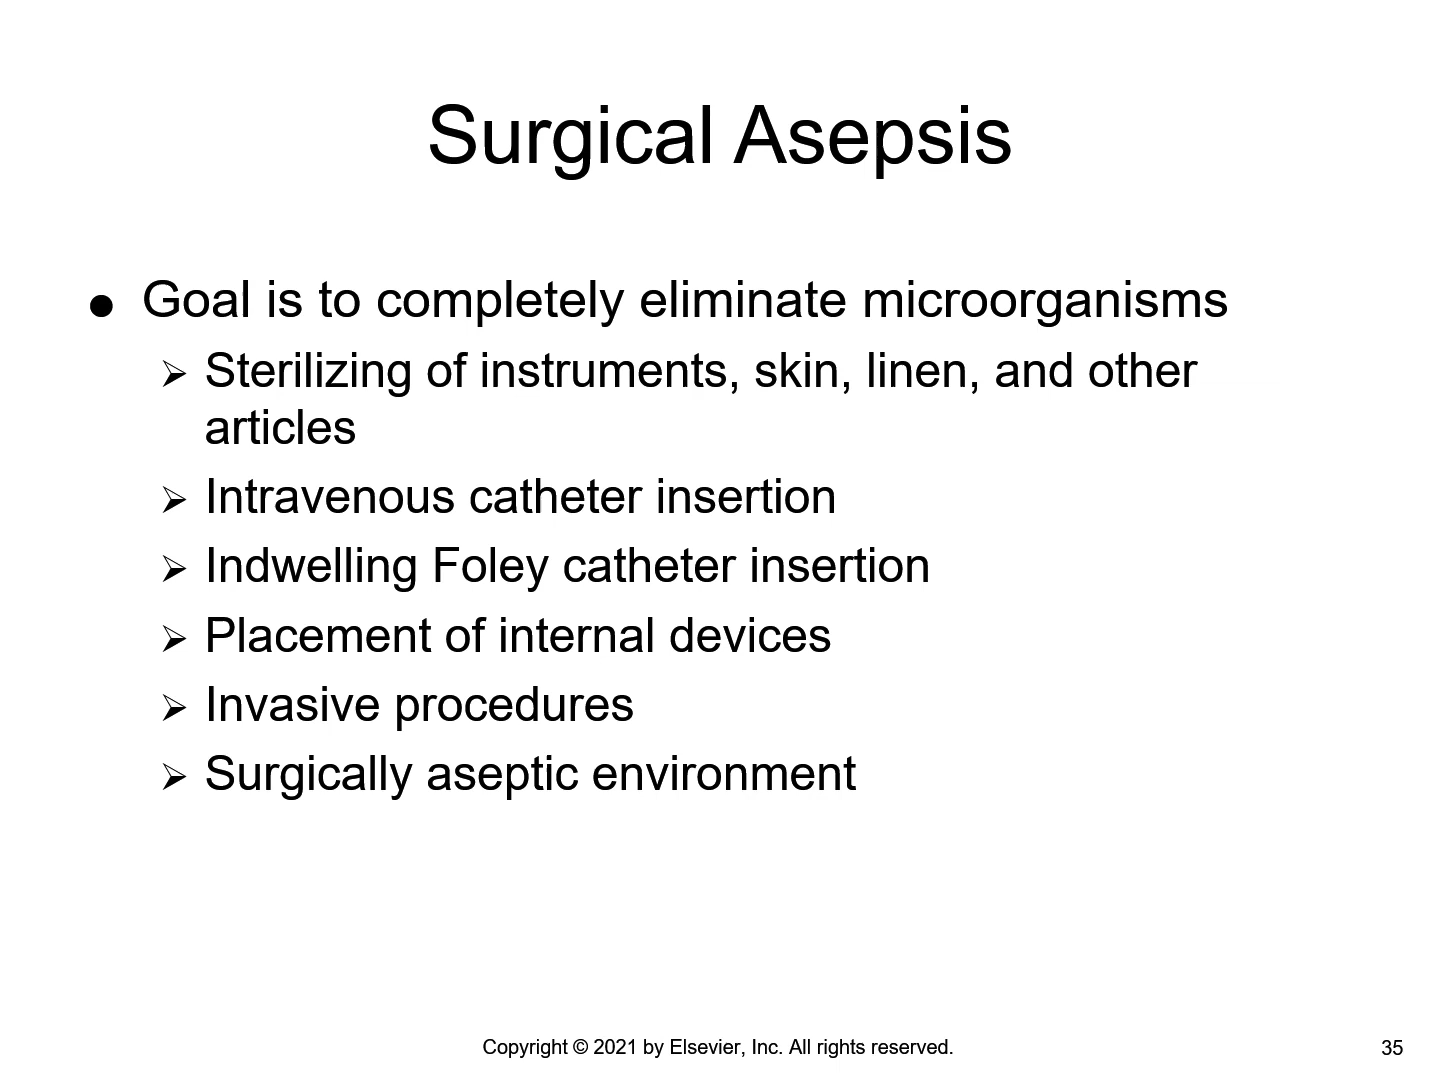 Surgical Asepsis
● Goal is to completely eliminate microorganisms
➢ Sterilizing of instruments, skin, linen, and other
articles
➢ Intravenous catheter insertion
➢ Indwelling Foley catheter insertion
➢ Placement of internal devices
➢ Invasive procedures
➢ Surgically aseptic environment
Copyright © 2021 by Elsevier, Inc. All rights reserved.
35